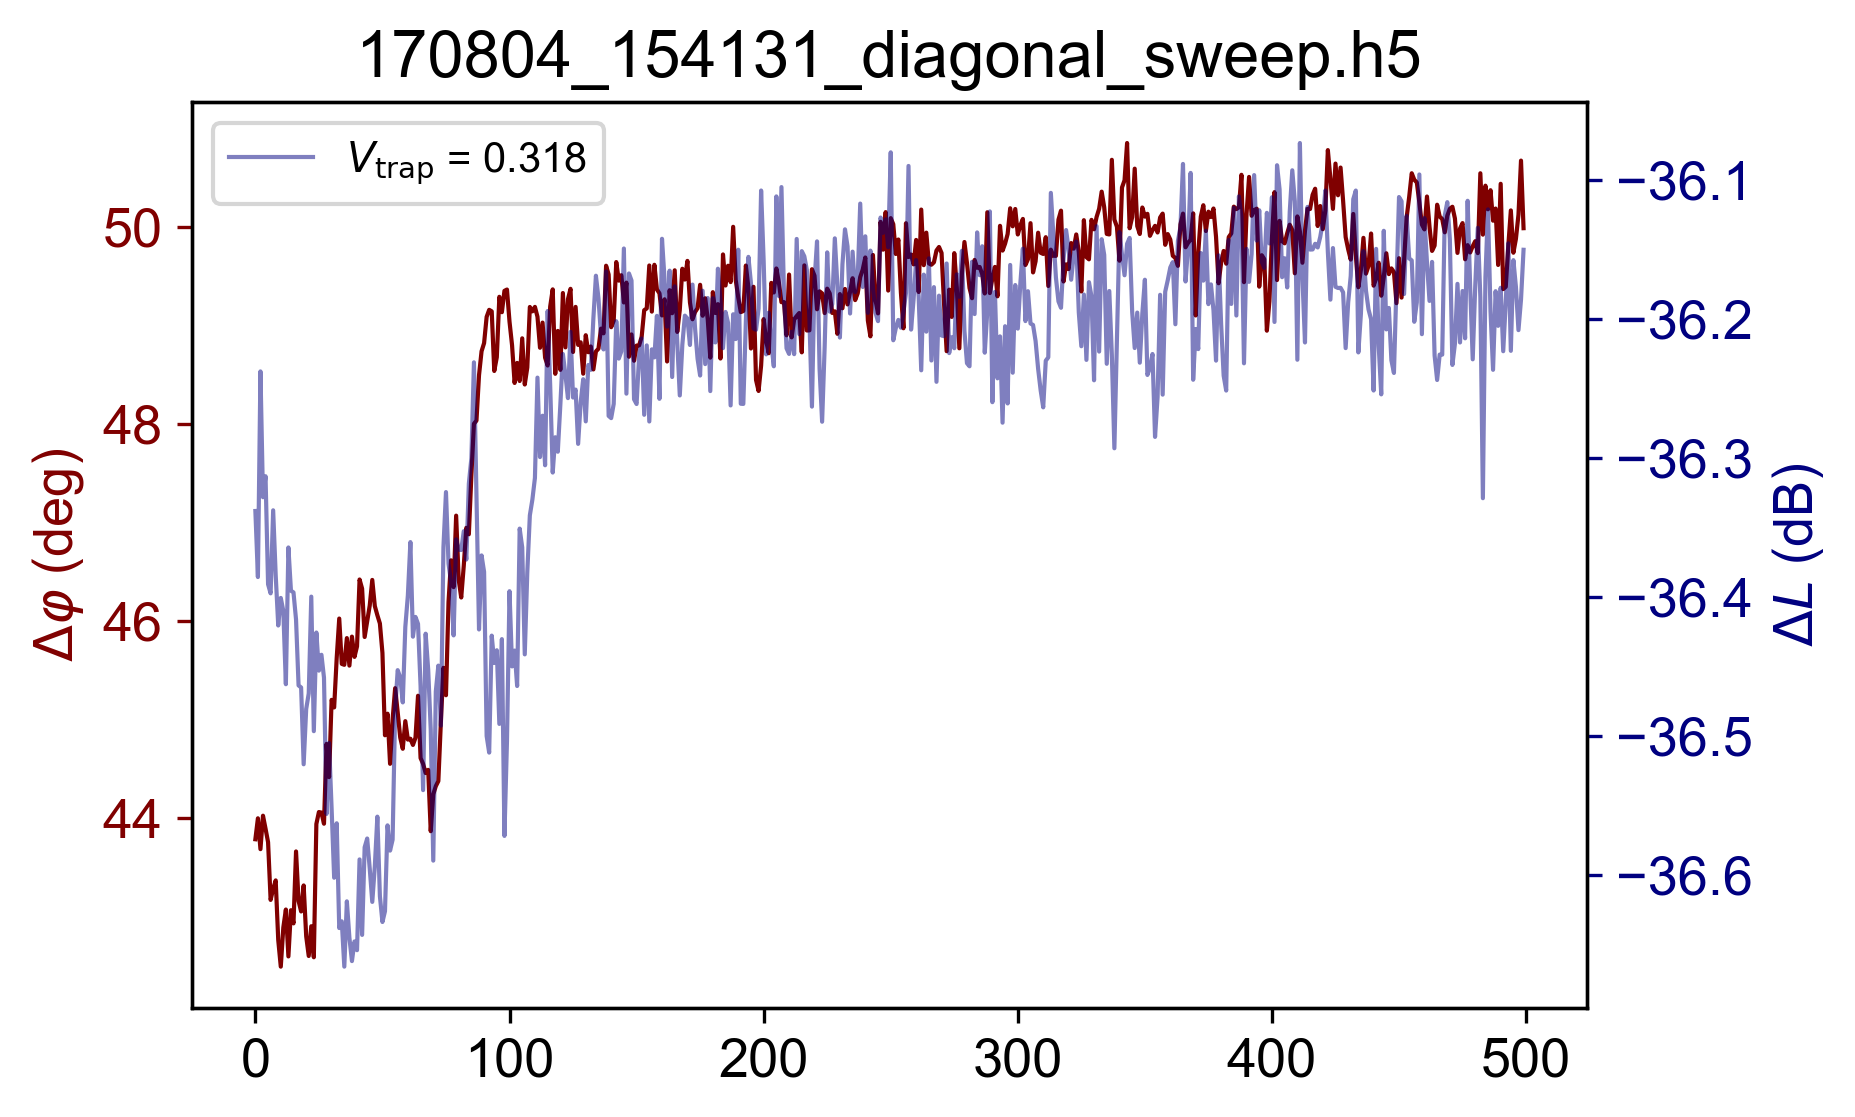 170804_154131_diagonal_sweep.h5
V_trap = 0.318
50
48
46
44
Δφ (deg)
−36.1
−36.2
−36.3
−36.4
−36.5
−36.6
ΔL (dB)
0 100 200 300 400 500